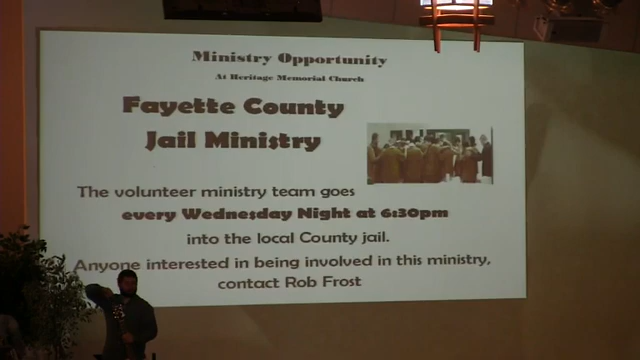 Ministry Opportunity
At Heritage Memorial Church
Fayette County
Jail Ministry
The volunteer ministry team goes
every Wednesday Night at 6:30pm
into the local County jail.
Anyone interested in being involved in this ministry,
contact Rob Frost